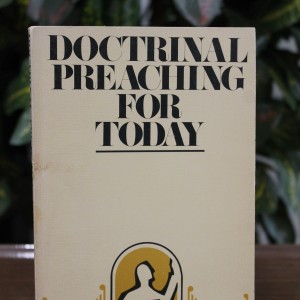 DOCTRINAL
PREACHING
FOR
TODAY